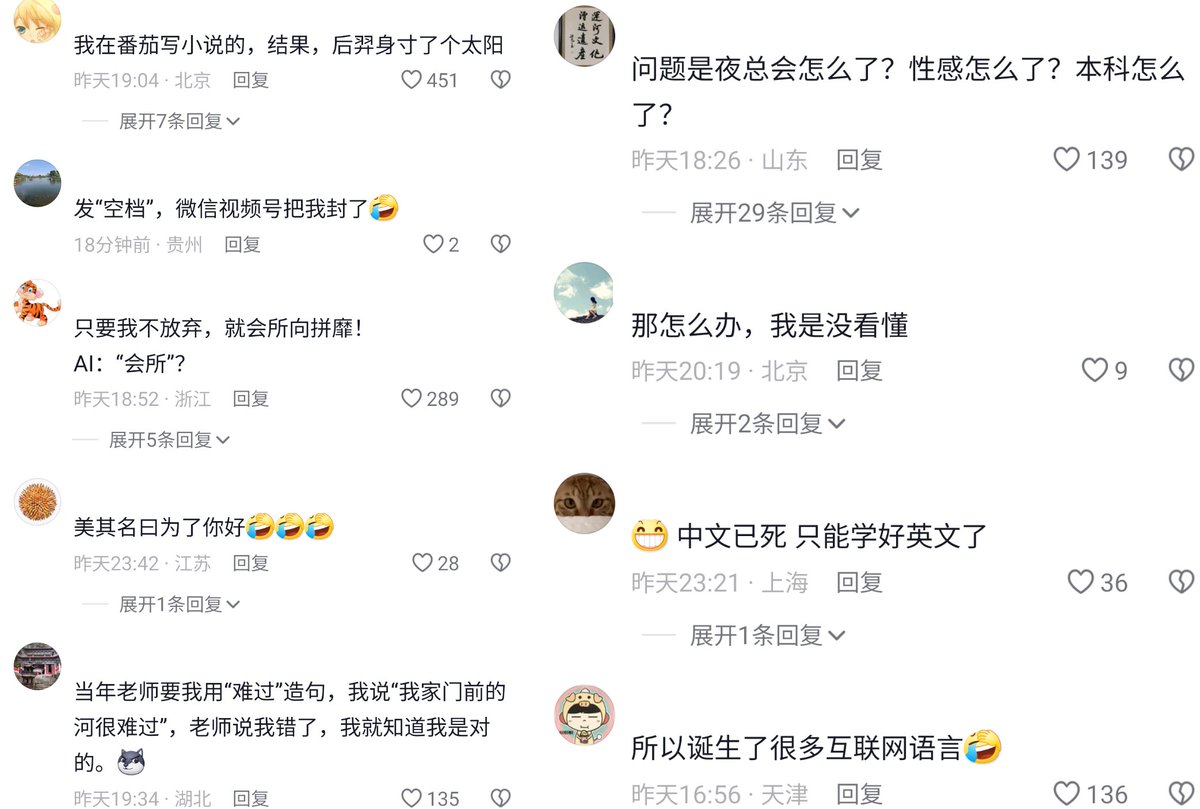 我在番茄写小说的，结果，后羿身寸了个太阳
昨天19:04 · 北京 回复 451
展开7条回复
发“空档”，微信视频号把我封了🤣
18分钟前 · 贵州 回复 2
只要我不放弃，就会所向拼靡！
AI：“会所”？
昨天18:52 · 浙江 回复 289
展开5条回复
美其名曰为了你好🤣🤣🤣
昨天23:42 · 江苏 回复 28
展开1条回复
当年老师要我用“难过”造句，我说“我家门前的
河很难过”，老师说我错了，我就知道我是对
的。
昨天19:34 · 湖北 回复 135
问题是夜总会怎么了？性感怎么了？本科怎么
了？
昨天18:26 · 山东 回复 139
展开29条回复
那怎么办，我是没看懂
昨天20:19 · 北京 回复 9
展开2条回复
😁 中文已死 只能学好英文了
昨天23:21 · 上海 回复 36
展开1条回复
所以诞生了很多互联网语言🤣
昨天16:56 · 天津 回复 136